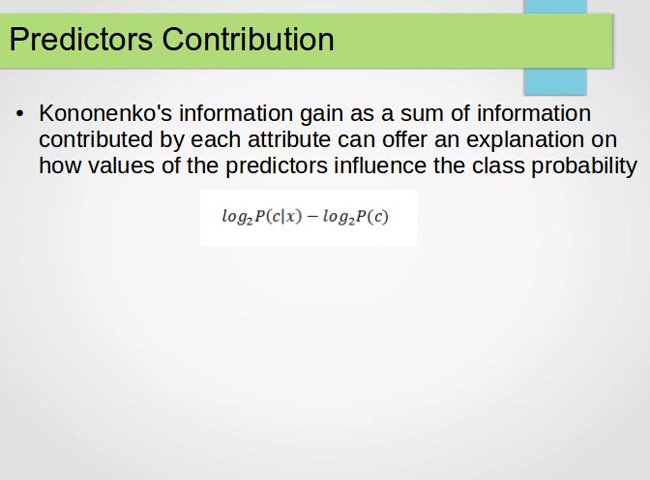 Predictors Contribution
• Kononenko's information gain as a sum of information
contributed by each attribute can offer an explanation on
how values of the predictors influence the class probability
log₂P(c|x) − log₂P(c)